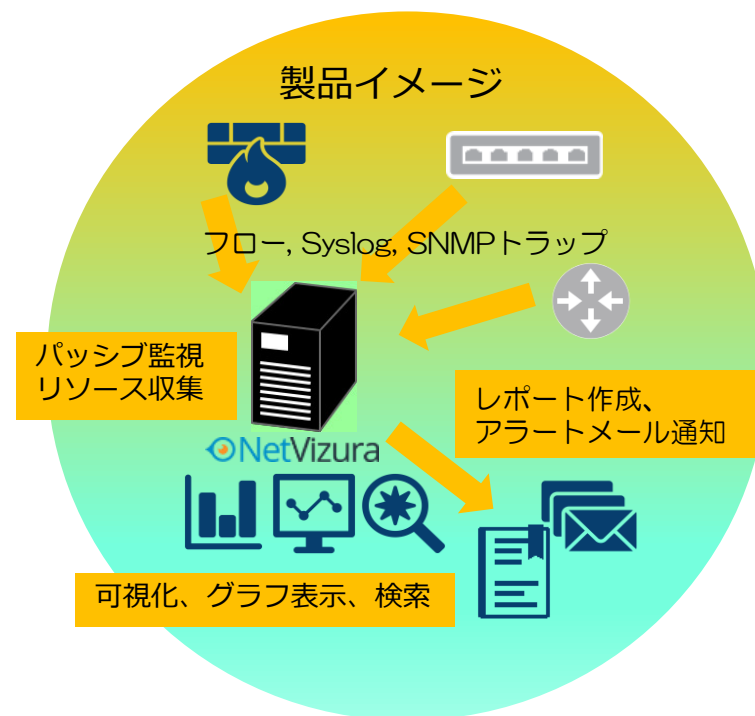 製品イメージ
フロー, Syslog, SNMPトラップ
パッシブ監視
リソース収集
レポート作成、
アラートメール通知
NetVizura
可視化、グラフ表示、検索